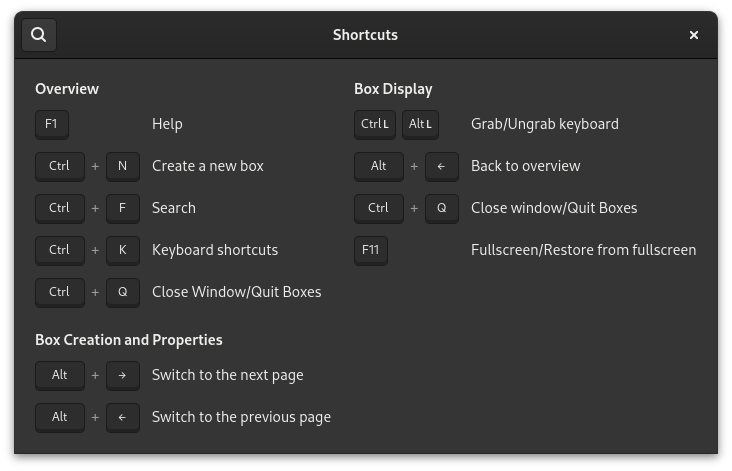 Shortcuts
Overview
F1 Help
Ctrl + N Create a new box
Ctrl + F Search
Ctrl + K Keyboard shortcuts
Ctrl + Q Close Window/Quit Boxes
Box Creation and Properties
Alt + → Switch to the next page
Alt + ← Switch to the previous page
Box Display
Ctrl L Alt L Grab/Ungrab keyboard
Alt + ← Back to overview
Ctrl + Q Close window/Quit Boxes
F11 Fullscreen/Restore from fullscreen